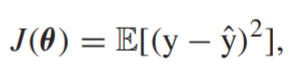 J(θ) = 𝔼[(y − ŷ)²],